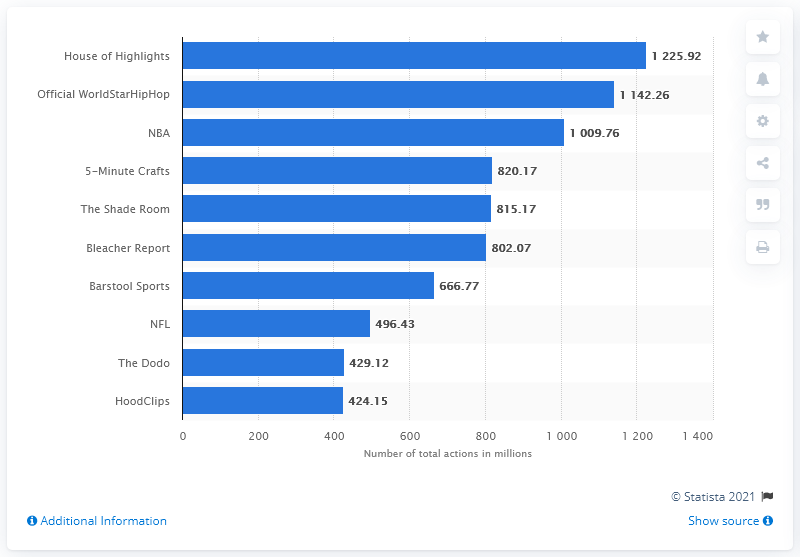 House of Highlights 1 225.92
Official WorldStarHipHop 1 142.26
NBA 1 009.76
5-Minute Crafts 820.17
The Shade Room 815.17
Bleacher Report 802.07
Barstool Sports 666.77
NFL 496.43
The Dodo 429.12
HoodClips 424.15
0 200 400 600 800 1 000 1 200 1 400
Number of total actions in millions
© Statista 2021
Additional Information Show source